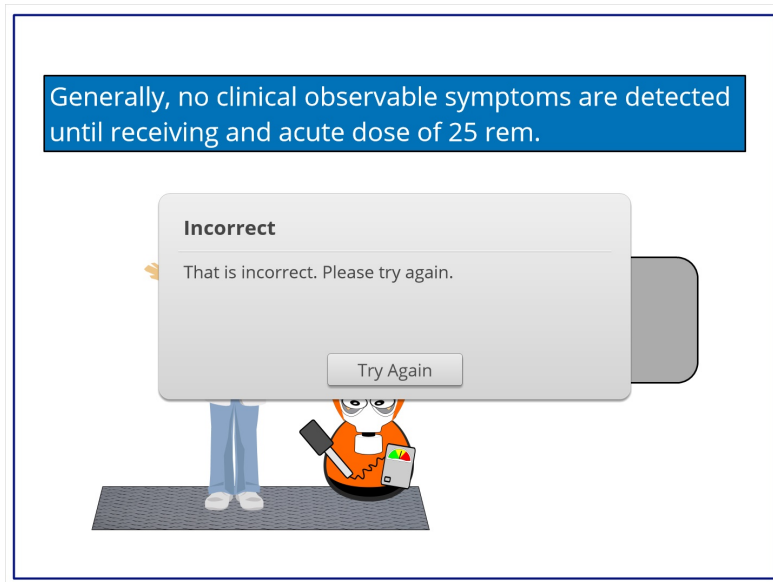 Generally, no clinical observable symptoms are detected
until receiving and acute dose of 25 rem.
Incorrect
That is incorrect. Please try again.
Try Again